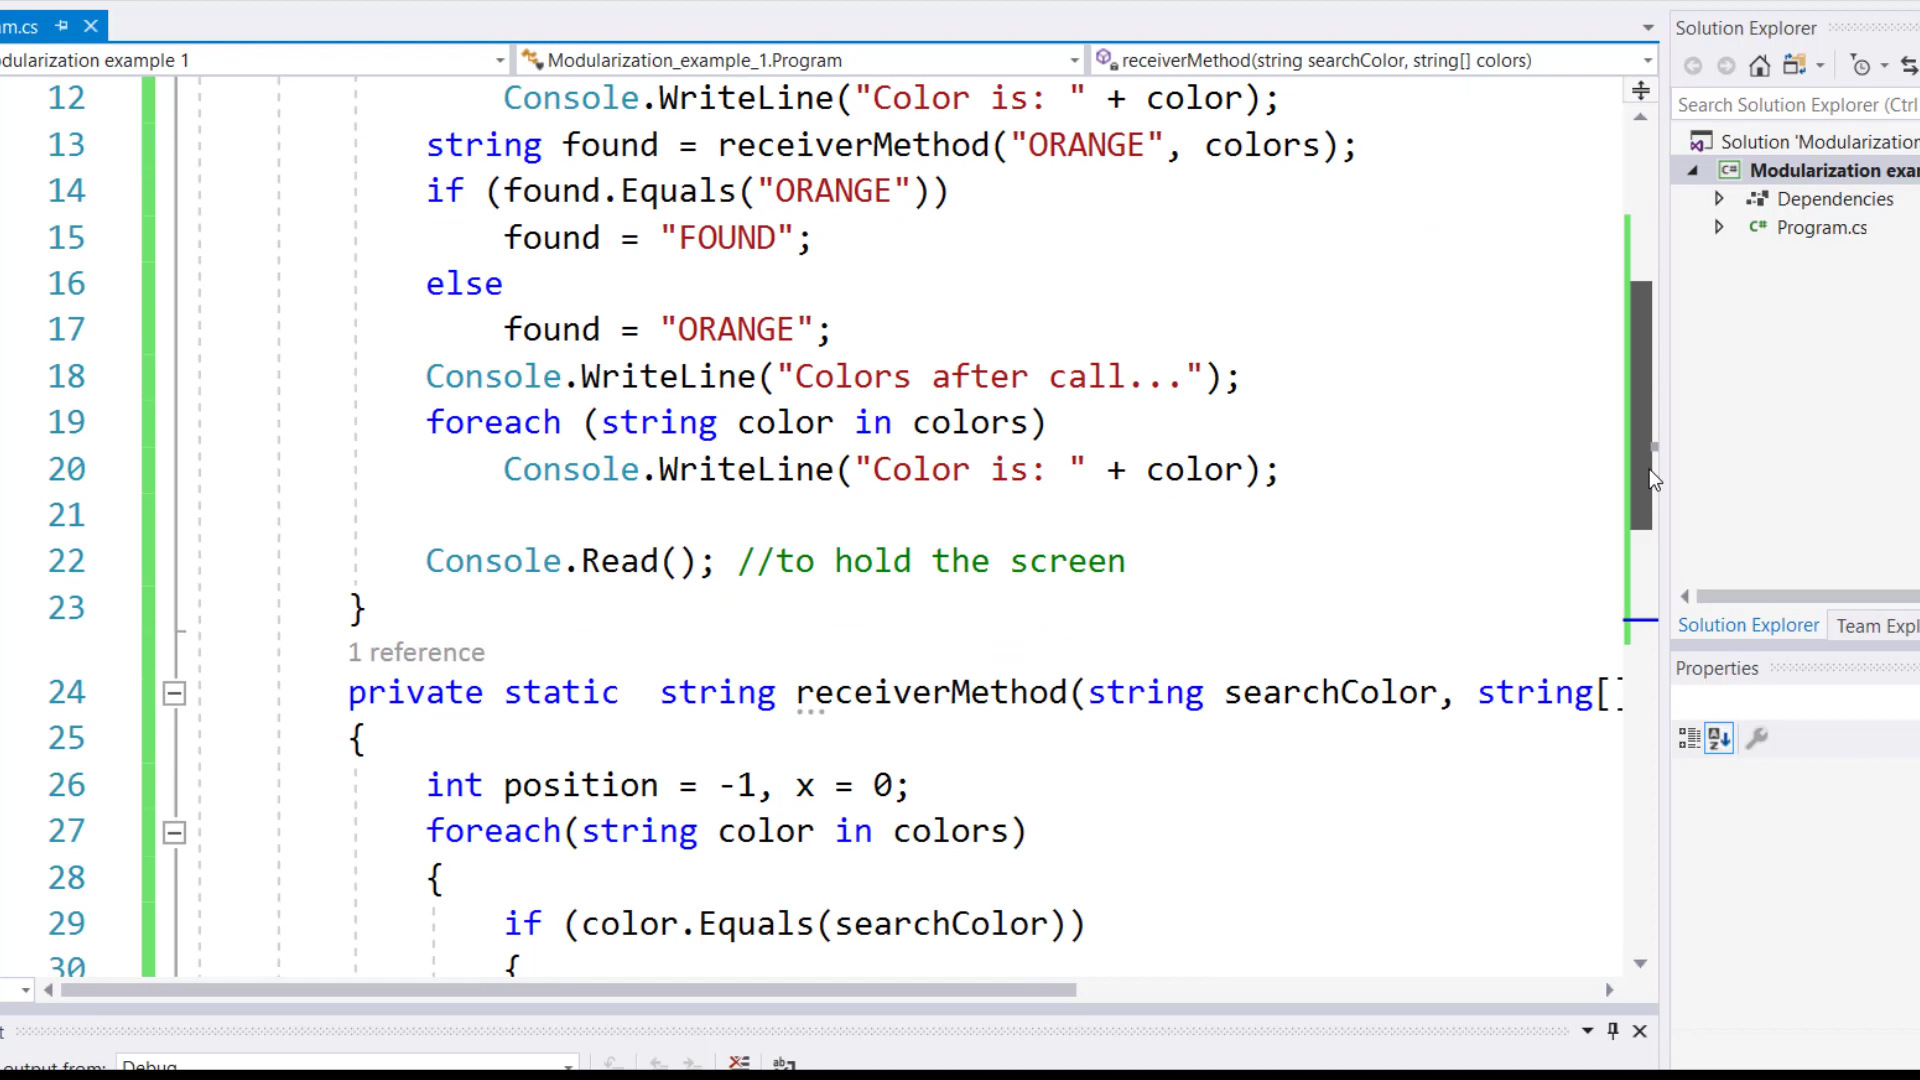 m.cs
dularization example 1
Modularization_example_1.Program
receiverMethod(string searchColor, string[] colors)
12 Console.WriteLine("Color is: " + color);
13 string found = receiverMethod("ORANGE", colors);
14 if (found.Equals("ORANGE"))
15 found = "FOUND";
16 else
17 found = "ORANGE";
18 Console.WriteLine("Colors after call...");
19 foreach (string color in colors)
20 Console.WriteLine("Color is: " + color);
21
22 Console.Read(); //to hold the screen
23 }
1 reference
24 private static string receiverMethod(string searchColor, string[]
25 {
26 int position = -1, x = 0;
27 foreach(string color in colors)
28 {
29 if (color.Equals(searchColor))
30 {
t
output from: Debug
Solution Explorer
Search Solution Explorer (Ctrl
Solution 'Modularization
Modularization exa
Dependencies
C# Program.cs
Solution Explorer
Team Expl
Properties